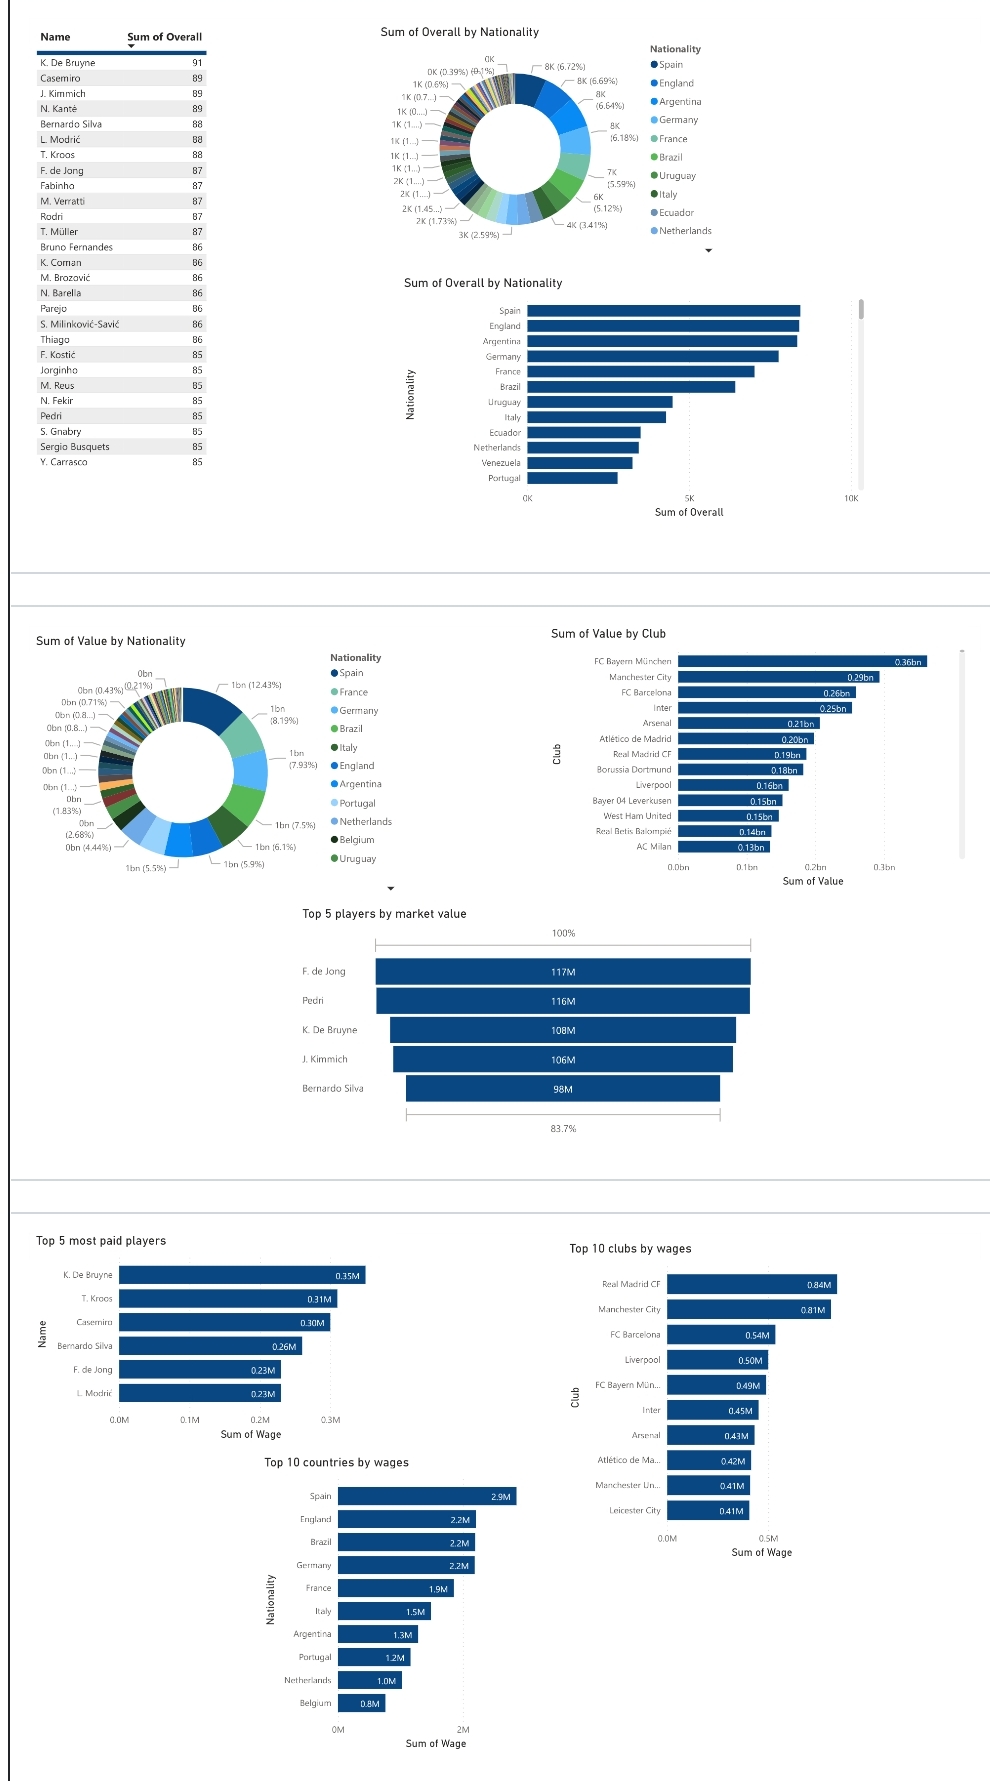 Name Sum of Overall
K. De Bruyne 91
Casemiro 89
J. Kimmich 89
N. Kanté 89
Bernardo Silva 88
L. Modrić 88
T. Kroos 88
F. de Jong 87
Fabinho 87
M. Verratti 87
Rodri 87
T. Müller 87
Bruno Fernandes 86
K. Coman 86
M. Brozović 86
N. Barella 86
Parejo 86
S. Milinković-Savić 86
Thiago 86
F. Kostić 85
Jorginho 85
M. Reus 85
N. Fekir 85
Pedri 85
S. Gnabry 85
Sergio Busquets 85
Y. Carrasco 85
Sum of Overall by Nationality
8K (6.72%)
8K (6.69%)
8K
(6.64%)
8K
(6.18%)
7K
(5.59%)
6K
(5.12%)
4K (3.41%)
3K (2.59%)
2K (1.73%)
2K (1.45...)
2K (1....)
2K (1....)
1K (1...)
1K (1...)
1K (1...)
1K (1....)
1K (0....)
1K (0.7...)
1K (0.6%)
0K (0.39%)
0K
(0.1%)
Nationality
Spain
England
Argentina
Germany
France
Brazil
Uruguay
Italy
Ecuador
Netherlands
Sum of Overall by Nationality
Nationality
Spain
England
Argentina
Germany
France
Brazil
Uruguay
Italy
Ecuador
Netherlands
Venezuela
Portugal
0K 5K 10K
Sum of Overall
Sum of Value by Nationality
1bn (12.43%)
1bn
(8.19%)
1bn
(7.93%)
1bn (7.5%)
1bn (6.1%)
1bn (5.9%)
1bn (5.5%)
0bn (4.44%)
0bn
(2.68%)
0bn
(1.83%)
0bn (1...)
0bn (1...)
0bn (1...)
0bn (1....)
0bn (0.8...)
0bn (0.8...)
0bn (0.71%)
0bn (0.43%)
0bn
(0.21%)
Nationality
Spain
France
Germany
Brazil
Italy
England
Argentina
Portugal
Netherlands
Belgium
Uruguay
Sum of Value by Club
Club
FC Bayern München 0.36bn
Manchester City 0.29bn
FC Barcelona 0.26bn
Inter 0.25bn
Arsenal 0.21bn
Atlético de Madrid 0.20bn
Real Madrid CF 0.19bn
Borussia Dortmund 0.18bn
Liverpool 0.16bn
Bayer 04 Leverkusen 0.15bn
West Ham United 0.15bn
Real Betis Balompié 0.14bn
AC Milan 0.13bn
0.0bn 0.1bn 0.2bn 0.3bn
Sum of Value
Top 5 players by market value
100%
F. de Jong 117M
Pedri 116M
K. De Bruyne 108M
J. Kimmich 106M
Bernardo Silva 98M
83.7%
Top 5 most paid players
Name
K. De Bruyne 0.35M
T. Kroos 0.31M
Casemiro 0.30M
Bernardo Silva 0.26M
F. de Jong 0.23M
L. Modrić 0.23M
0.0M 0.1M 0.2M 0.3M
Sum of Wage
Top 10 clubs by wages
Club
Real Madrid CF 0.84M
Manchester City 0.81M
FC Barcelona 0.54M
Liverpool 0.50M
FC Bayern Mün... 0.49M
Inter 0.45M
Arsenal 0.43M
Atlético de Ma... 0.42M
Manchester Un... 0.41M
Leicester City 0.41M
0.0M 0.5M
Sum of Wage
Top 10 countries by wages
Nationality
Spain 2.9M
England 2.2M
Brazil 2.2M
Germany 2.2M
France 1.9M
Italy 1.5M
Argentina 1.3M
Portugal 1.2M
Netherlands 1.0M
Belgium 0.8M
0M 2M
Sum of Wage